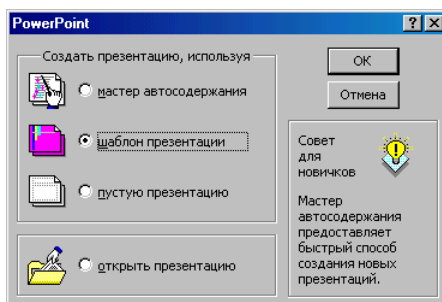 PowerPoint
Создать презентацию, используя
мастер автосодержания
шаблон презентации
пустую презентацию
открыть презентацию
OK
Отмена
Совет
для
новичков
Мастер
автосодержания
предоставляет
быстрый способ
создания новых
презентаций.